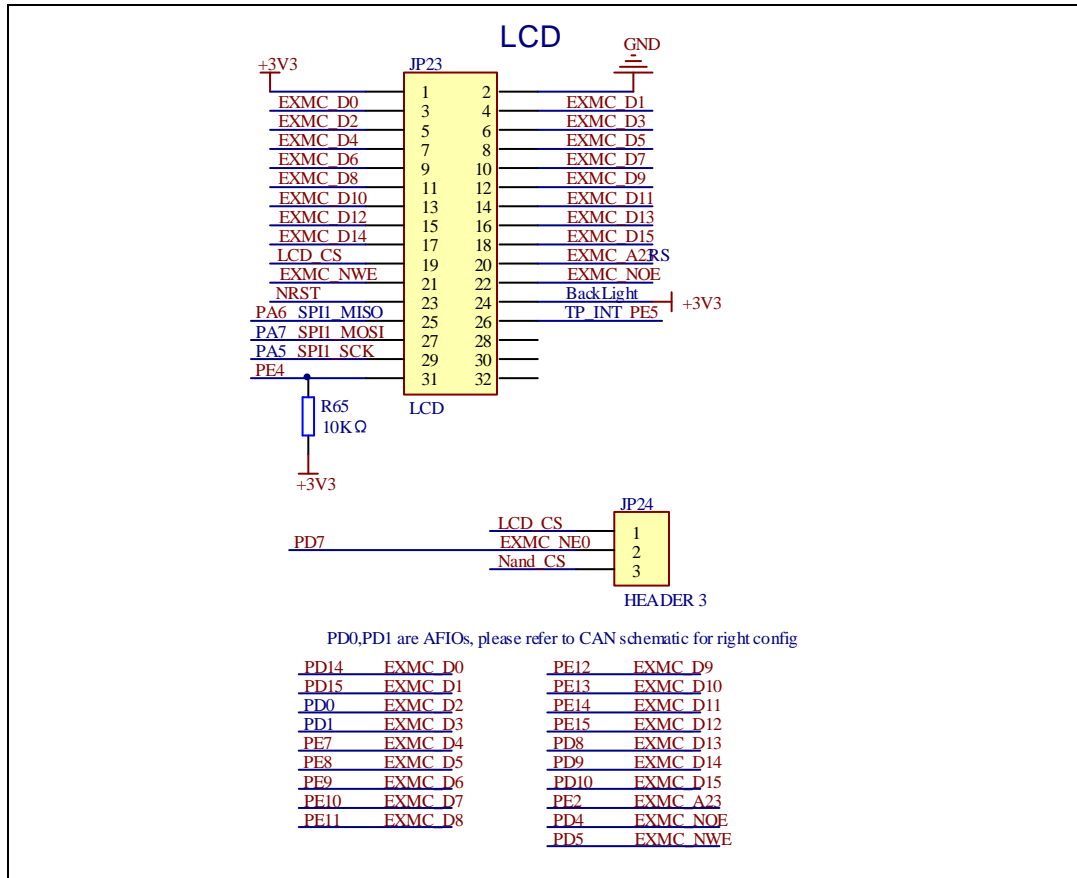 LCD
+3V3 JP23 GND
1 2
EXMC_D0 3 4 EXMC_D1
EXMC_D2 5 6 EXMC_D3
EXMC_D4 7 8 EXMC_D5
EXMC_D6 9 10 EXMC_D7
EXMC_D8 11 12 EXMC_D9
EXMC_D10 13 14 EXMC_D11
EXMC_D12 15 16 EXMC_D13
EXMC_D14 17 18 EXMC_D15
LCD_CS 19 20 EXMC_A23 RS
EXMC_NWE 21 22 EXMC_NOE
NRST 23 24 BackLight +3V3
PA6 SPI1_MISO 25 26 TP_INT PE5
PA7 SPI1_MOSI 27 28
PA5 SPI1_SCK 29 30
PE4 31 32
LCD
R65
10KΩ
+3V3
JP24
LCD_CS 1
PD7 EXMC_NE0 2
Nand_CS 3
HEADER 3
PD0,PD1 are AFIOs, please refer to CAN schematic for right config
PD14 EXMC_D0 PE12 EXMC_D9
PD15 EXMC_D1 PE13 EXMC_D10
PD0 EXMC_D2 PE14 EXMC_D11
PD1 EXMC_D3 PE15 EXMC_D12
PE7 EXMC_D4 PD8 EXMC_D13
PE8 EXMC_D5 PD9 EXMC_D14
PE9 EXMC_D6 PD10 EXMC_D15
PE10 EXMC_D7 PE2 EXMC_A23
PE11 EXMC_D8 PD4 EXMC_NOE
PD5 EXMC_NWE